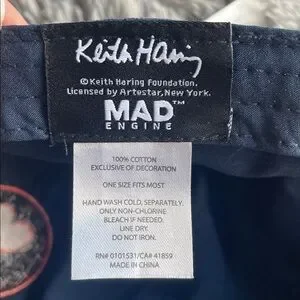 Keith Haring
©Keith Haring Foundation.
Licensed by Artestar, New York.
MAD™
ENGINE
100% COTTON
EXCLUSIVE OF DECORATION
ONE SIZE FITS MOST
HAND WASH COLD, SEPARATELY.
ONLY NON-CHLORINE
BLEACH IF NEEDED.
LINE DRY.
DO NOT IRON.
RN# 0101531/CA# 41859
MADE IN CHINA